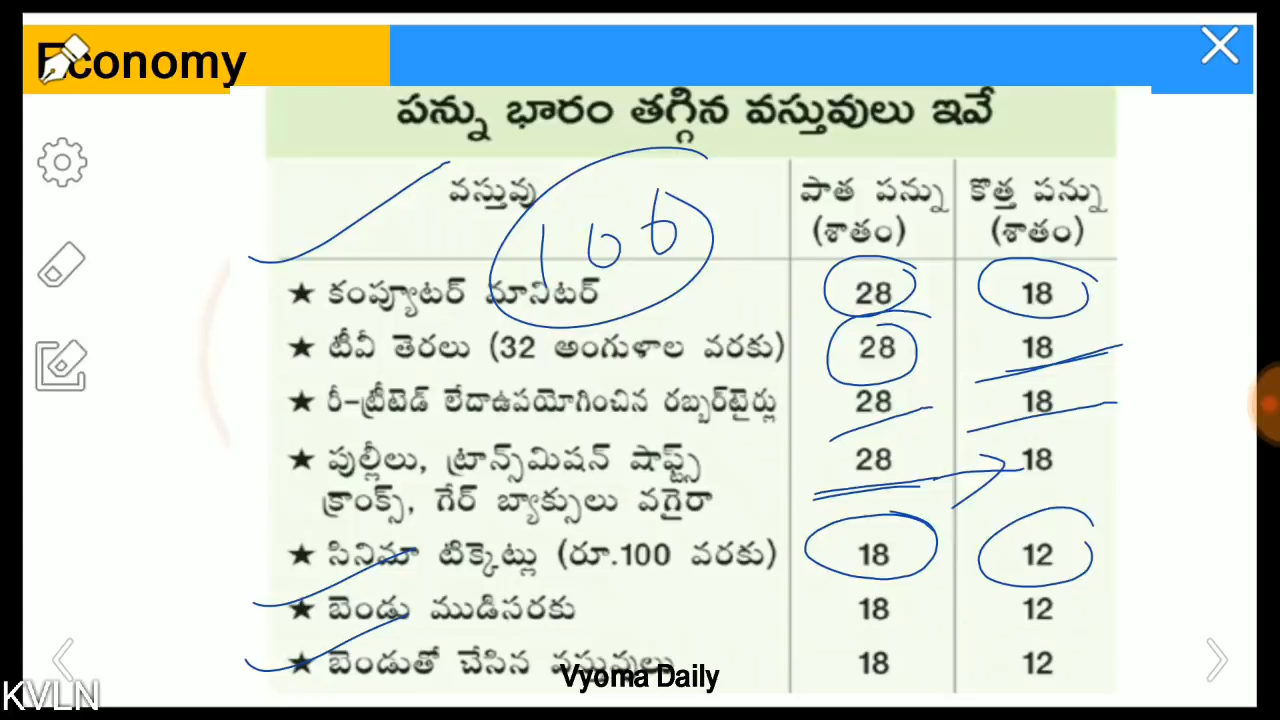 Economy
పన్ను భారం తగ్గిన వస్తువులు ఇవే
వస్తువు పాత పన్ను (శాతం) కొత్త పన్ను (శాతం)
100
★ కంప్యూటర్ మానిటర్ 28 18
★ టీవీ తెరలు (32 అంగుళాల వరకు) 28 18
★ రీ-ట్రీటెడ్ లేదాఉపయోగించిన రబ్బర్‌టైర్లు 28 18
★ పుల్లీలు, ట్రాన్స్‌మిషన్ షాఫ్ట్స్ 28 18
క్రాంక్స్, గేర్ బ్యాక్సులు వగైరా
★ సినిమా టిక్కెట్లు (రూ.100 వరకు) 18 12
★ బెండు ముడిసరకు 18 12
★ బెండుతో చేసిన వస్తువులు 18 12
Vyoma Daily
KVLN